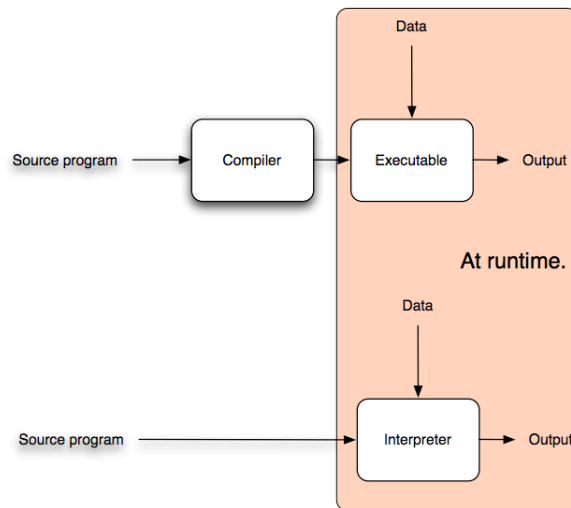 Data
Source program
Compiler
Executable
Output
At runtime.
Data
Source program
Interpreter
Output